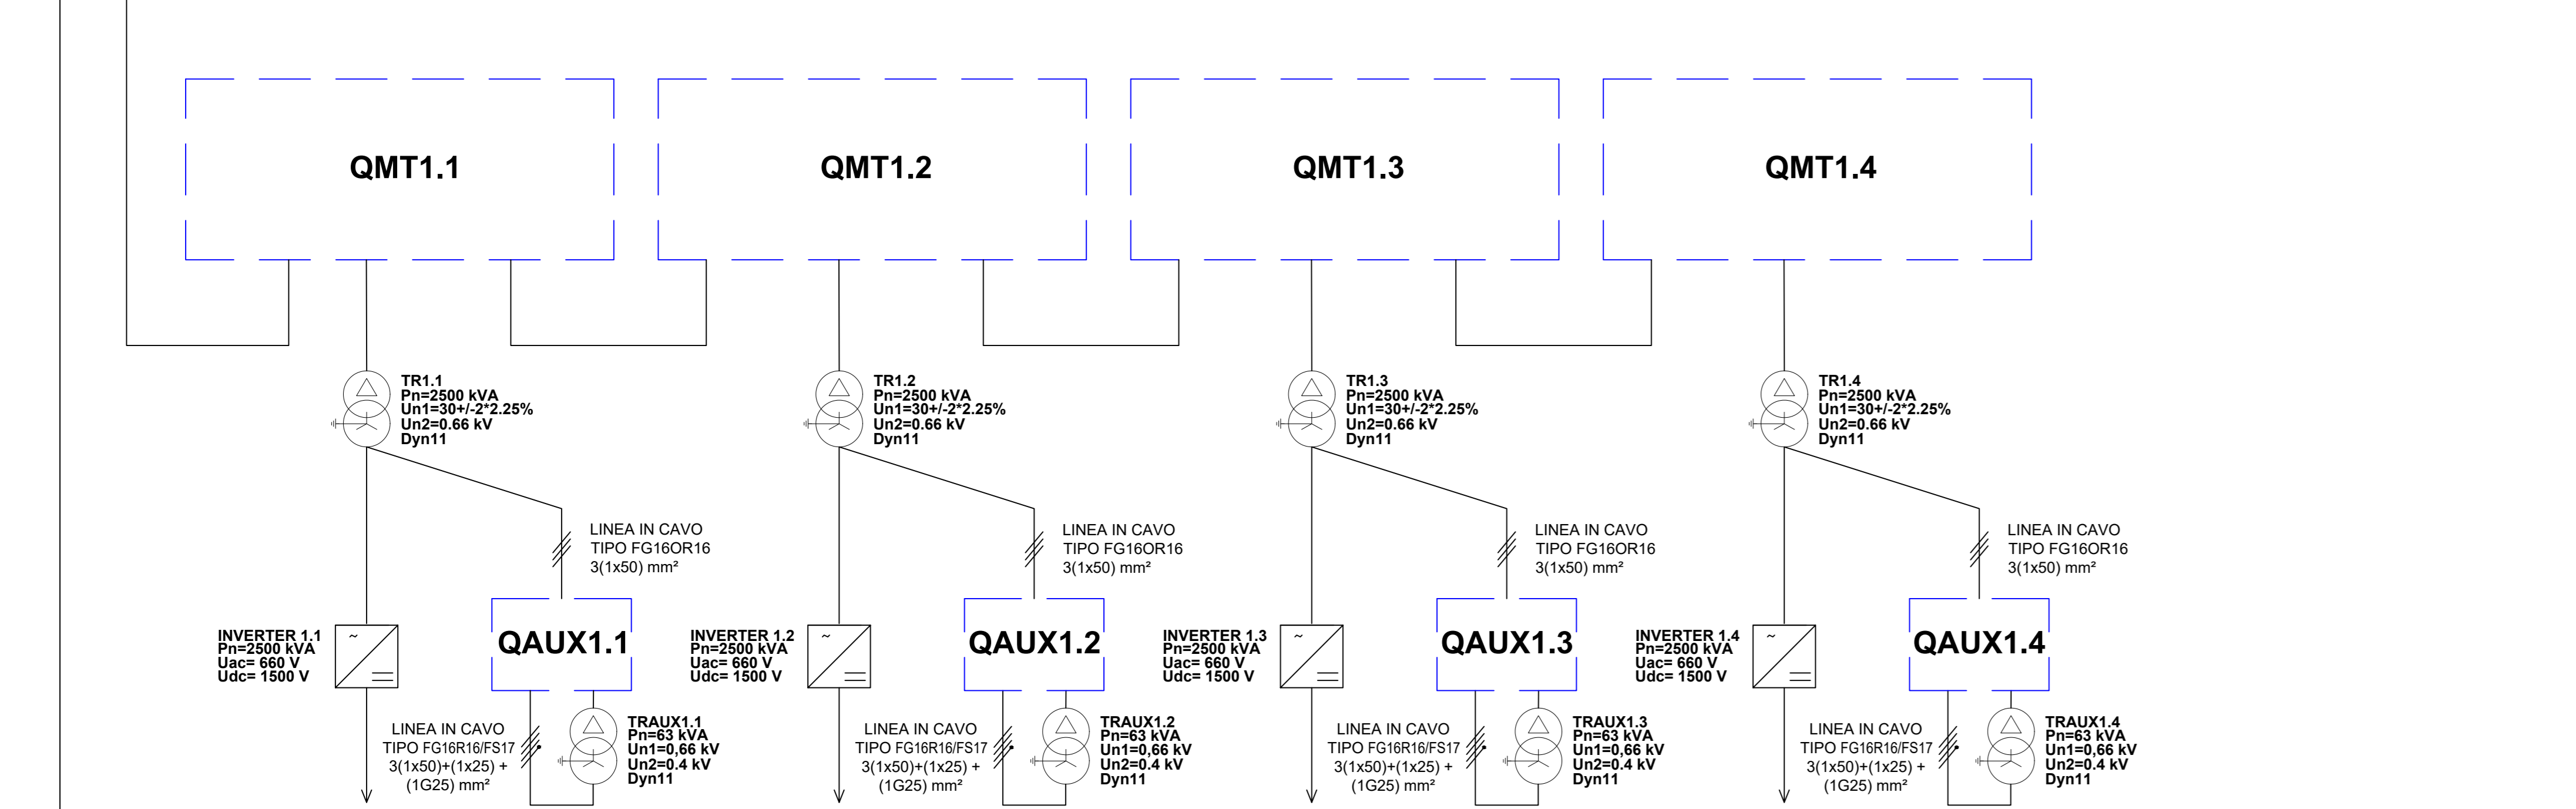 QMT1.1
QMT1.2
QMT1.3
QMT1.4
TR1.1
Pn=2500 kVA
Un1=30+/-2*2.25%
Un2=0.66 kV
Dyn11
TR1.2
Pn=2500 kVA
Un1=30+/-2*2.25%
Un2=0.66 kV
Dyn11
TR1.3
Pn=2500 kVA
Un1=30+/-2*2.25%
Un2=0.66 kV
Dyn11
TR1.4
Pn=2500 kVA
Un1=30+/-2*2.25%
Un2=0.66 kV
Dyn11
LINEA IN CAVO
TIPO FG16OR16
3(1x50) mm²
LINEA IN CAVO
TIPO FG16OR16
3(1x50) mm²
LINEA IN CAVO
TIPO FG16OR16
3(1x50) mm²
LINEA IN CAVO
TIPO FG16OR16
3(1x50) mm²
INVERTER 1.1
Pn=2500 kVA
Uac= 660 V
Udc= 1500 V
QAUX1.1
INVERTER 1.2
Pn=2500 kVA
Uac= 660 V
Udc= 1500 V
QAUX1.2
INVERTER 1.3
Pn=2500 kVA
Uac= 660 V
Udc= 1500 V
QAUX1.3
INVERTER 1.4
Pn=2500 kVA
Uac= 660 V
Udc= 1500 V
QAUX1.4
LINEA IN CAVO
TIPO FG16R16/FS17
3(1x50)+(1x25) +
(1G25) mm²
TRAUX1.1
Pn=63 kVA
Un1=0,66 kV
Un2=0.4 kV
Dyn11
LINEA IN CAVO
TIPO FG16R16/FS17
3(1x50)+(1x25) +
(1G25) mm²
TRAUX1.2
Pn=63 kVA
Un1=0,66 kV
Un2=0.4 kV
Dyn11
LINEA IN CAVO
TIPO FG16R16/FS17
3(1x50)+(1x25) +
(1G25) mm²
TRAUX1.3
Pn=63 kVA
Un1=0,66 kV
Un2=0.4 kV
Dyn11
LINEA IN CAVO
TIPO FG16R16/FS17
3(1x50)+(1x25) +
(1G25) mm²
TRAUX1.4
Pn=63 kVA
Un1=0,66 kV
Un2=0.4 kV
Dyn11